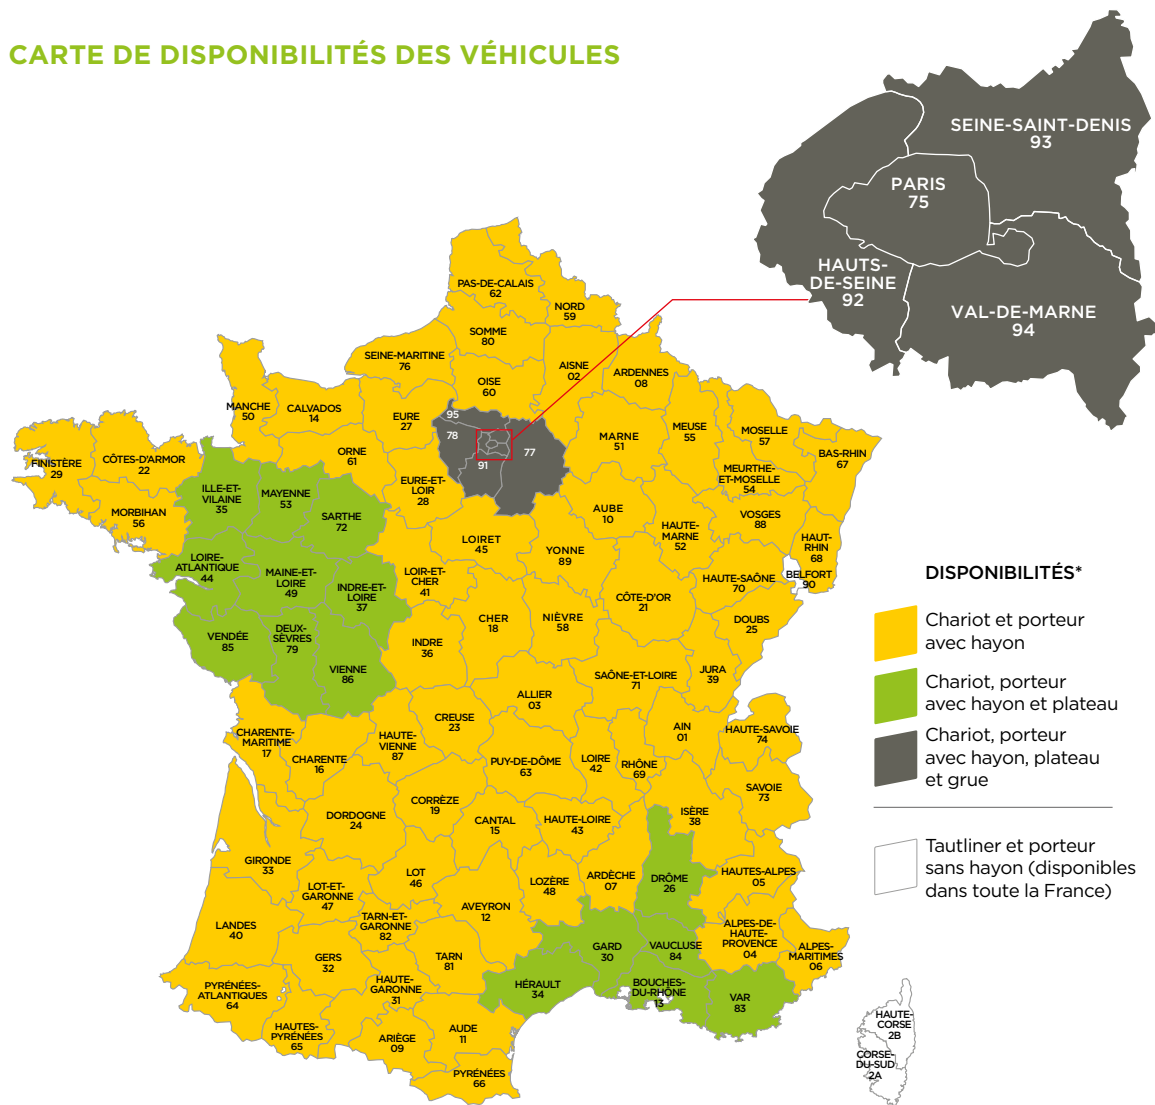 CARTE DE DISPONIBILITÉS DES VÉHICULES
SEINE-SAINT-DENIS
93
PARIS
75
HAUTS-
DE-SEINE
92
VAL-DE-MARNE
94
PAS-DE-CALAIS
62
NORD
59
SOMME
80
SEINE-MARITINE
76
AISNE
02
ARDENNES
08
OISE
60
MANCHE
50
CALVADOS
14
EURE
27
95
78
91
77
MARNE
51
MEUSE
55
MOSELLE
57
BAS-RHIN
67
MEURTHE-
ET-MOSELLE
54
FINISTÈRE
29
CÔTES-D'ARMOR
22
ORNE
61
EURE-ET-
LOIR
28
MORBIHAN
56
ILLE-ET-
VILAINE
35
MAYENNE
53
SARTHE
72
AUBE
10
HAUTE-
MARNE
52
VOSGES
88
HAUT-
RHIN
68
BELFORT
90
LOIRET
45
YONNE
89
LOIRE-
ATLANTIQUE
44
MAINE-ET-
LOIRE
49
INDRE-ET-
LOIRE
37
LOIR-ET-
CHER
41
HAUTE-SAÔNE
70
CÔTE-D'OR
21
CHER
18
NIÈVRE
58
DOUBS
25
VENDÉE
85
DEUX-
SÈVRES
79
VIENNE
86
INDRE
36
SAÔNE-ET-LOIRE
71
JURA
39
ALLIER
03
CREUSE
23
AIN
01
HAUTE-SAVOIE
74
CHARENTE-
MARITIME
17
CHARENTE
16
HAUTE-
VIENNE
87
PUY-DE-DÔME
63
LOIRE
42
RHÔNE
69
SAVOIE
73
CORRÈZE
19
DORDOGNE
24
CANTAL
15
HAUTE-LOIRE
43
ISÈRE
38
GIRONDE
33
LOT
46
LOT-ET-
GARONNE
47
LOZÈRE
48
ARDÈCHE
07
DRÔME
26
HAUTES-ALPES
05
AVEYRON
12
TARN-ET-
GARONNE
82
LANDES
40
GERS
32
TARN
81
GARD
30
VAUCLUSE
84
ALPES-DE-
HAUTE-
PROVENCE
04
ALPES-
MARITIMES
06
PYRÉNÉES-
ATLANTIQUES
64
HAUTE-
GARONNE
31
HÉRAULT
34
BOUCHES-
DU-RHÔNE
13
VAR
83
HAUTES-
PYRÉNÉES
65
ARIÈGE
09
AUDE
11
PYRÉNÉES
66
HAUTE-
CORSE
2B
CORSE-
DU-SUD
2A
DISPONIBILITÉS*
Chariot et porteur
avec hayon
Chariot, porteur
avec hayon et plateau
Chariot, porteur
avec hayon, plateau
et grue
Tautliner et porteur
sans hayon (disponibles
dans toute la France)